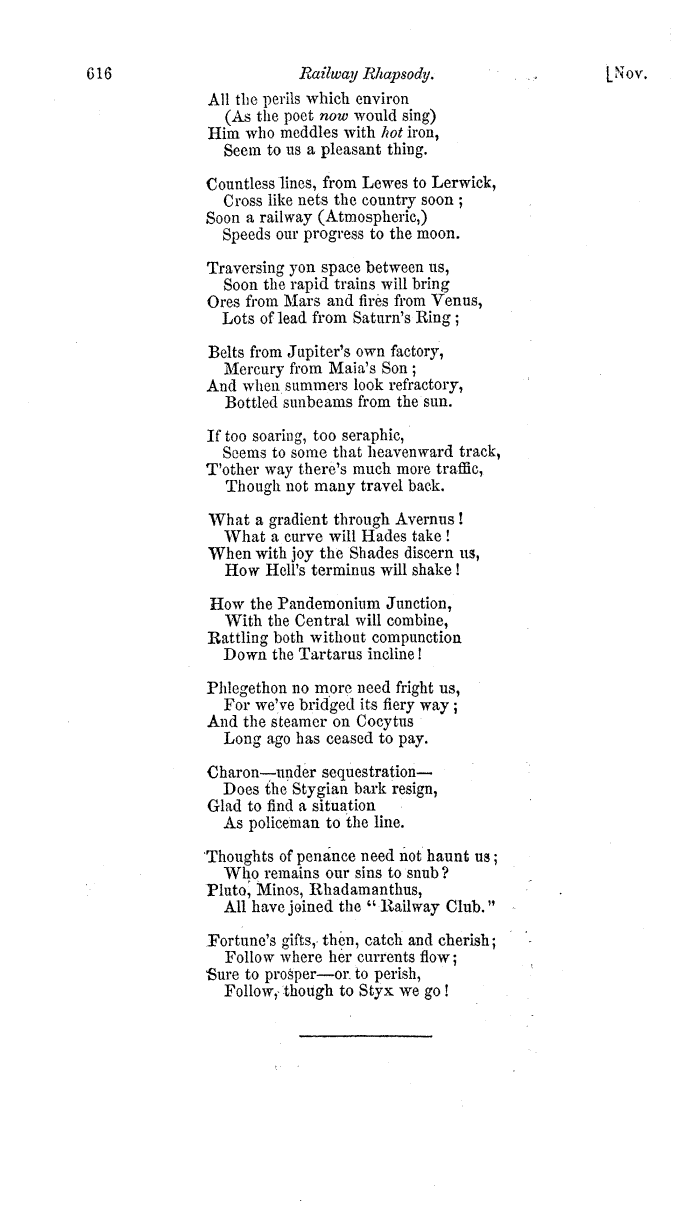 616 Railway Rhapsody. [Nov.
All the perils which environ
(As the poet now would sing)
Him who meddles with hot iron,
Seem to us a pleasant thing.
Countless lines, from Lewes to Lerwick,
Cross like nets the country soon ;
Soon a railway (Atmospheric,)
Speeds our progress to the moon.
Traversing yon space between us,
Soon the rapid trains will bring
Ores from Mars and fires from Venus,
Lots of lead from Saturn's Ring ;
Belts from Jupiter's own factory,
Mercury from Maia's Son ;
And when summers look refractory,
Bottled sunbeams from the sun.
If too soaring, too seraphic,
Seems to some that heavenward track,
T'other way there's much more traffic,
Though not many travel back.
What a gradient through Avernus !
What a curve will Hades take !
When with joy the Shades discern us,
How Hell's terminus will shake !
How the Pandemonium Junction,
With the Central will combine,
Rattling both without compunction
Down the Tartarus incline !
Phlegethon no more need fright us,
For we've bridged its fiery way ;
And the steamer on Cocytus
Long ago has ceased to pay.
Charon—under sequestration—
Does the Stygian bark resign,
Glad to find a situation
As policeman to the line.
Thoughts of penance need not haunt us ;
Who remains our sins to snub ?
Pluto, Minos, Rhadamanthus,
All have joined the “ Railway Club.”
Fortune's gifts, then, catch and cherish ;
Follow where her currents flow ;
Sure to prosper—or to perish,
Follow, though to Styx we go !